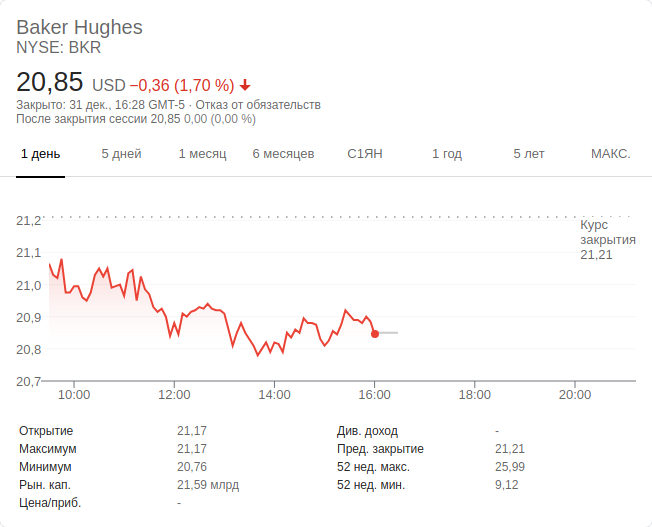 Baker Hughes
NYSE: BKR
20,85 USD −0,36 (1,70 %)
Закрыто: 31 дек., 16:28 GMT-5 · Отказ от обязательств
После закрытия сессии 20,85 0,00 (0,00 %)
1 день 5 дней 1 месяц 6 месяцев С1ЯН 1 год 5 лет МАКС.
21,2
Курс
закрытия
21,21
21,1
21,0
20,9
20,8
20,7
10:00 12:00 14:00 16:00 18:00 20:00
Открытие 21,17 Див. доход -
Максимум 21,17 Пред. закрытие 21,21
Минимум 20,76 52 нед. макс. 25,99
Рын. кап. 21,59 млрд 52 нед. мин. 9,12
Цена/приб. -